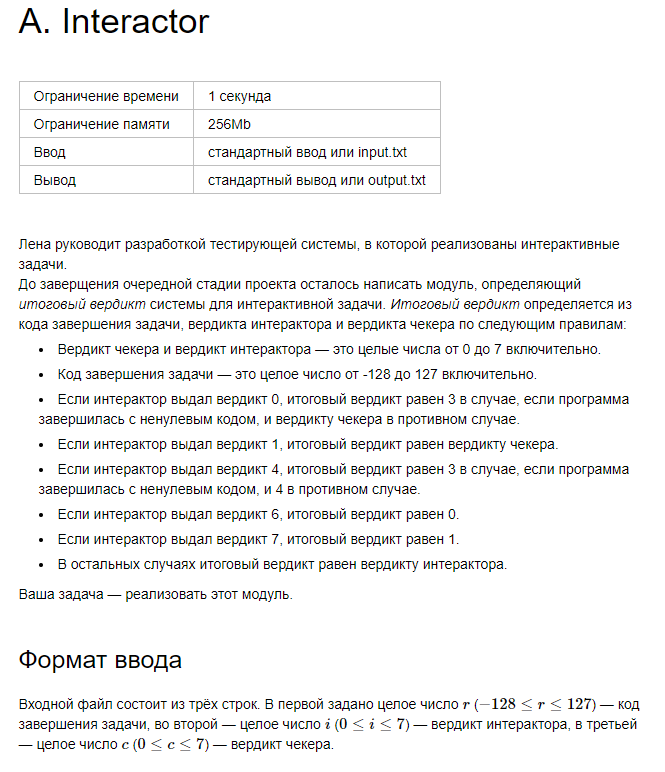 A. Interactor
Ограничение времени 1 секунда
Ограничение памяти 256Mb
Ввод стандартный ввод или input.txt
Вывод стандартный вывод или output.txt
Лена руководит разработкой тестирующей системы, в которой реализованы интерактивные
задачи.
До заверщения очередной стадии проекта осталось написать модуль, определяющий
итоговый вердикт системы для интерактивной задачи. Итоговый вердикт определяется из
кода завершения задачи, вердикта интерактора и вердикта чекера по следующим правилам:
• Вердикт чекера и вердикт интерактора — это целые числа от 0 до 7 включительно.
• Код завершения задачи — это целое число от -128 до 127 включительно.
• Если интерактор выдал вердикт 0, итоговый вердикт равен 3 в случае, если программа
завершилась с ненулевым кодом, и вердикту чекера в противном случае.
• Если интерактор выдал вердикт 1, итоговый вердикт равен вердикту чекера.
• Если интерактор выдал вердикт 4, итоговый вердикт равен 3 в случае, если программа
завершилась с ненулевым кодом, и 4 в противном случае.
• Если интерактор выдал вердикт 6, итоговый вердикт равен 0.
• Если интерактор выдал вердикт 7, итоговый вердикт равен 1.
• В остальных случаях итоговый вердикт равен вердикту интерактора.
Ваша задача — реализовать этот модуль.
Формат ввода
Входной файл состоит из трёх строк. В первой задано целое число r (−128 ≤ r ≤ 127) — код
завершения задачи, во второй — целое число i (0 ≤ i ≤ 7) — вердикт интерактора, в третьей
— целое число c (0 ≤ c ≤ 7) — вердикт чекера.